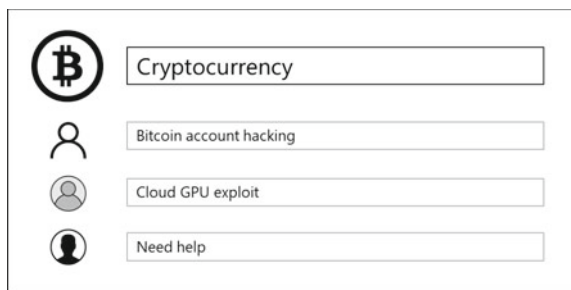 Cryptocurrency
Bitcoin account hacking
Cloud GPU exploit
Need help